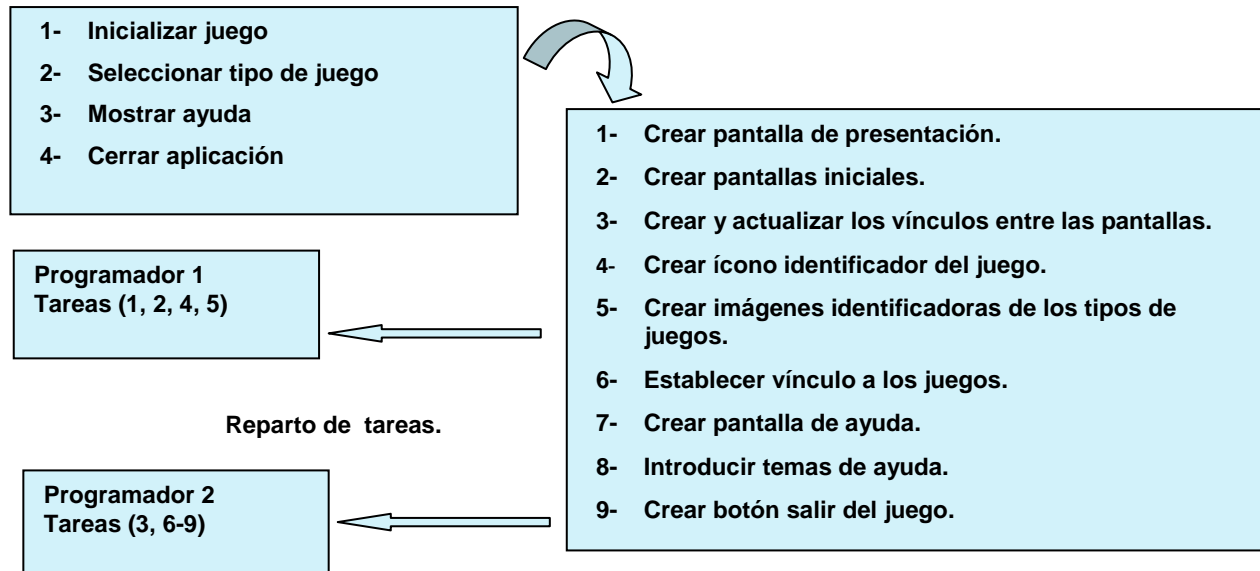 1- Inicializar juego
2- Seleccionar tipo de juego
3- Mostrar ayuda
4- Cerrar aplicación
1- Crear pantalla de presentación.
2- Crear pantallas iniciales.
3- Crear y actualizar los vínculos entre las pantallas.
4- Crear ícono identificador del juego.
5- Crear imágenes identificadoras de los tipos de
juegos.
6- Establecer vínculo a los juegos.
7- Crear pantalla de ayuda.
8- Introducir temas de ayuda.
9- Crear botón salir del juego.
Programador 1
Tareas (1, 2, 4, 5)
Reparto de tareas.
Programador 2
Tareas (3, 6-9)